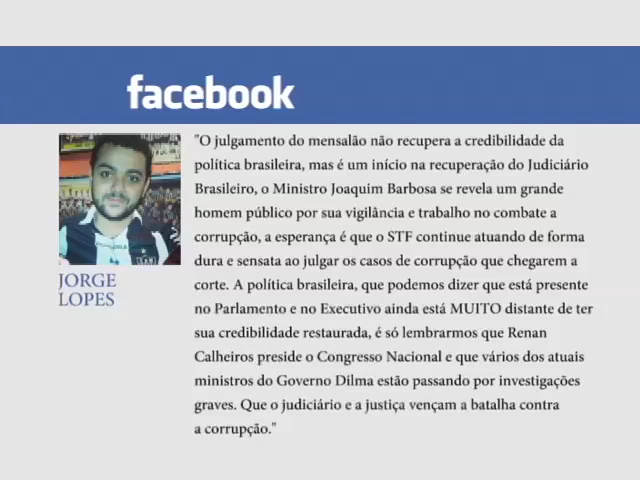 facebook
JORGE
LOPES
"O julgamento do mensalão não recupera a credibilidade da
política brasileira, mas é um início na recuperação do Judiciário
Brasileiro, o Ministro Joaquim Barbosa se revela um grande
homem público por sua vigilância e trabalho no combate a
corrupção, a esperança é que o STF continue atuando de forma
dura e sensata ao julgar os casos de corrupção que chegarem a
corte. A política brasileira, que podemos dizer que está presente
no Parlamento e no Executivo ainda está MUITO distante de ter
sua credibilidade restaurada, é só lembrarmos que Renan
Calheiros preside o Congresso Nacional e que vários dos atuais
ministros do Governo Dilma estão passando por investigações
graves. Que o judiciário e a justiça vençam a batalha contra
a corrupção."